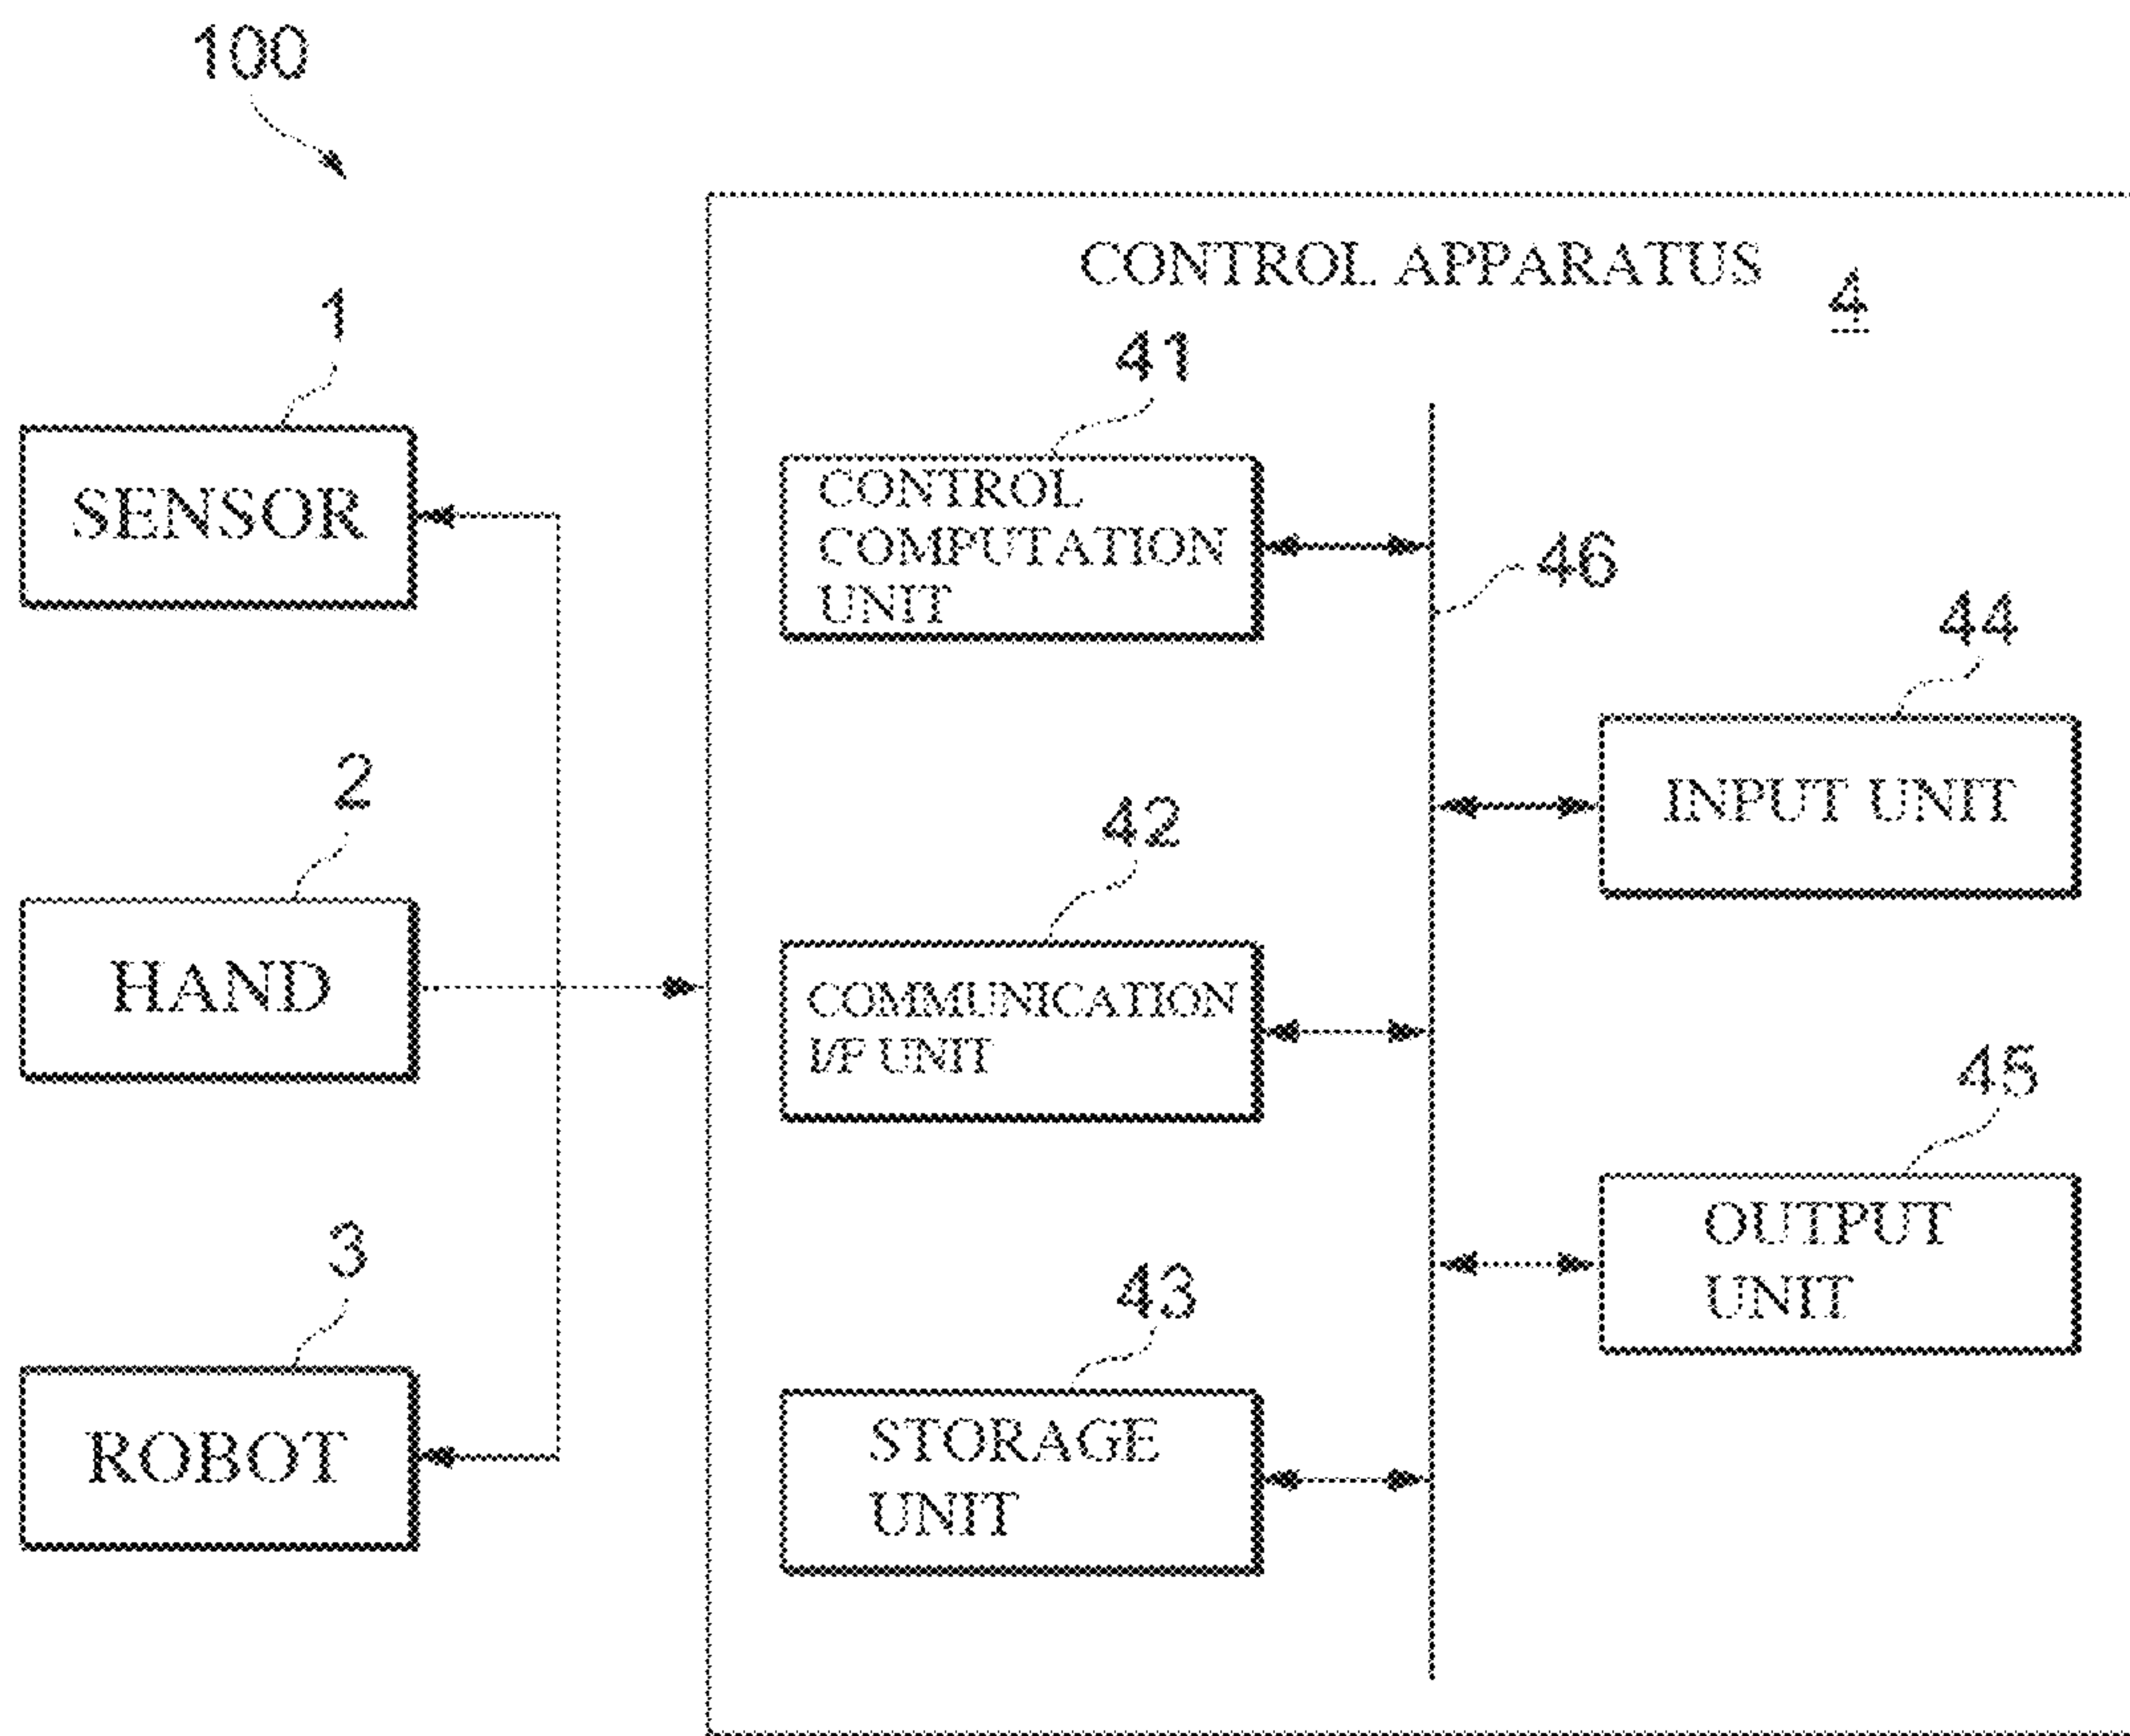 100
CONTROL APPARATUS
4
1
SENSOR
41
CONTROL
COMPUTATION
UNIT
46
44
INPUT UNIT
2
HAND
42
COMMUNICATION
I/F UNIT
45
OUTPUT
UNIT
3
ROBOT
43
STORAGE
UNIT